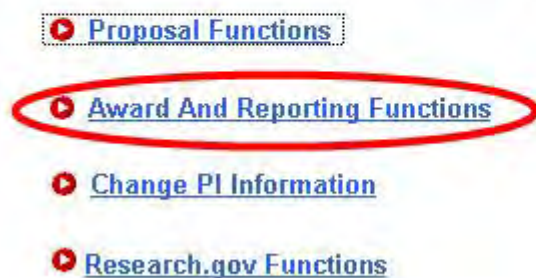 Proposal Functions
Award And Reporting Functions
Change PI Information
Research.gov Functions